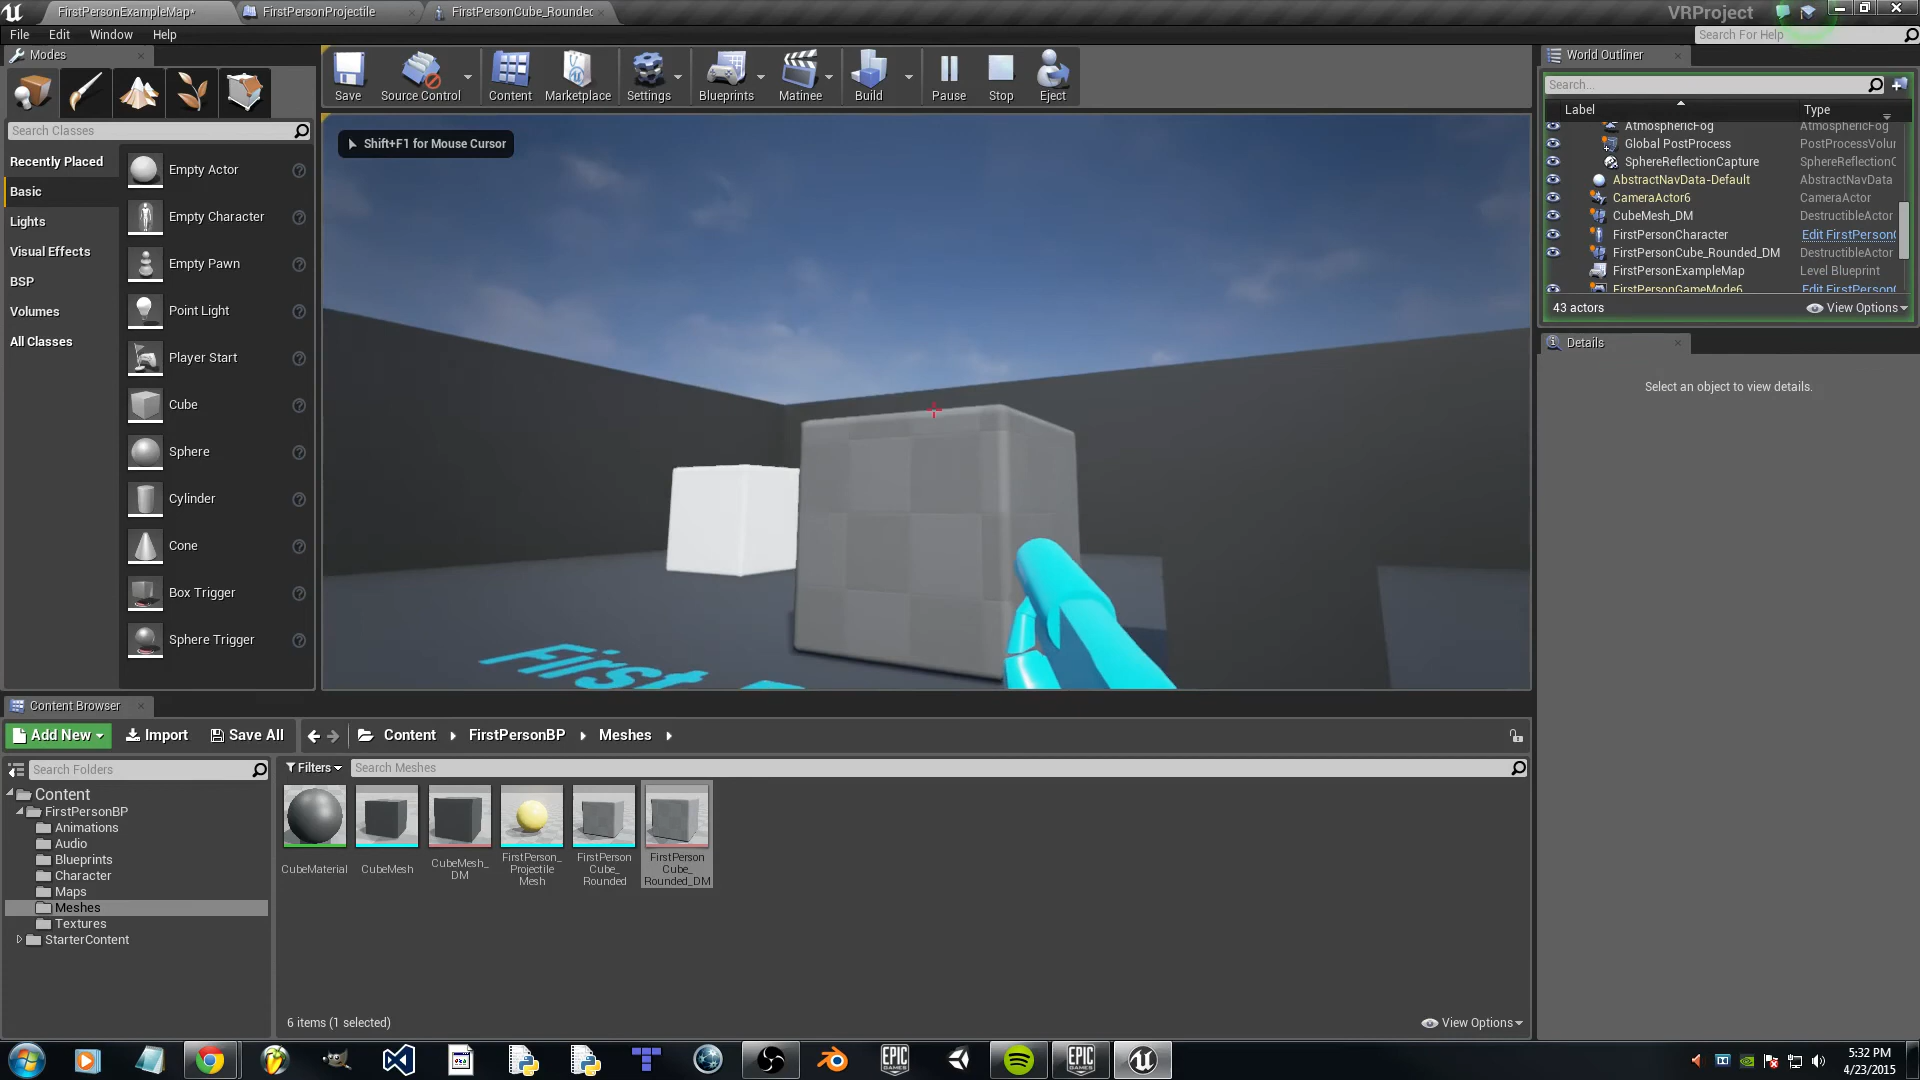 FirstPersonExampleMap*
FirstPersonProjectile
FirstPersonCube_Rounded
VRProject
File Edit Window Help
Search For Help
Modes
Search Classes
Recently Placed
Basic
Lights
Visual Effects
BSP
Volumes
All Classes
Empty Actor
Empty Character
Empty Pawn
Point Light
Player Start
Cube
Sphere
Cylinder
Cone
Box Trigger
Sphere Trigger
Save
Source Control
Content
Marketplace
Settings
Blueprints
Matinee
Build
Pause
Stop
Eject
Shift+F1 for Mouse Cursor
First
World Outliner
Search...
Label Type
AtmosphericFog AtmosphericFog
Global PostProcess PostProcessVolu
SphereReflectionCapture SphereReflectionC
AbstractNavData-Default AbstractNavData
CameraActor6 CameraActor
CubeMesh_DM DestructibleActor
FirstPersonCharacter Edit FirstPerson
FirstPersonCube_Rounded_DM DestructibleActor
FirstPersonExampleMap Level Blueprint
FirstPersonGameMode6 Edit FirstPerson
43 actors
View Options
Details
Select an object to view details.
Content Browser
Add New
Import
Save All
Content
FirstPersonBP
Meshes
Search Folders
Content
FirstPersonBP
Animations
Audio
Blueprints
Character
Maps
Meshes
Textures
StarterContent
Filters
Search Meshes
CubeMaterial
CubeMesh
CubeMesh_
DM
FirstPerson_
Projectile
Mesh
FirstPerson
Cube_
Rounded
FirstPerson
Cube_
Rounded_DM
6 items (1 selected)
View Options
EPIC
GAMES
EPIC
GAMES
5:32 PM
4/23/2015